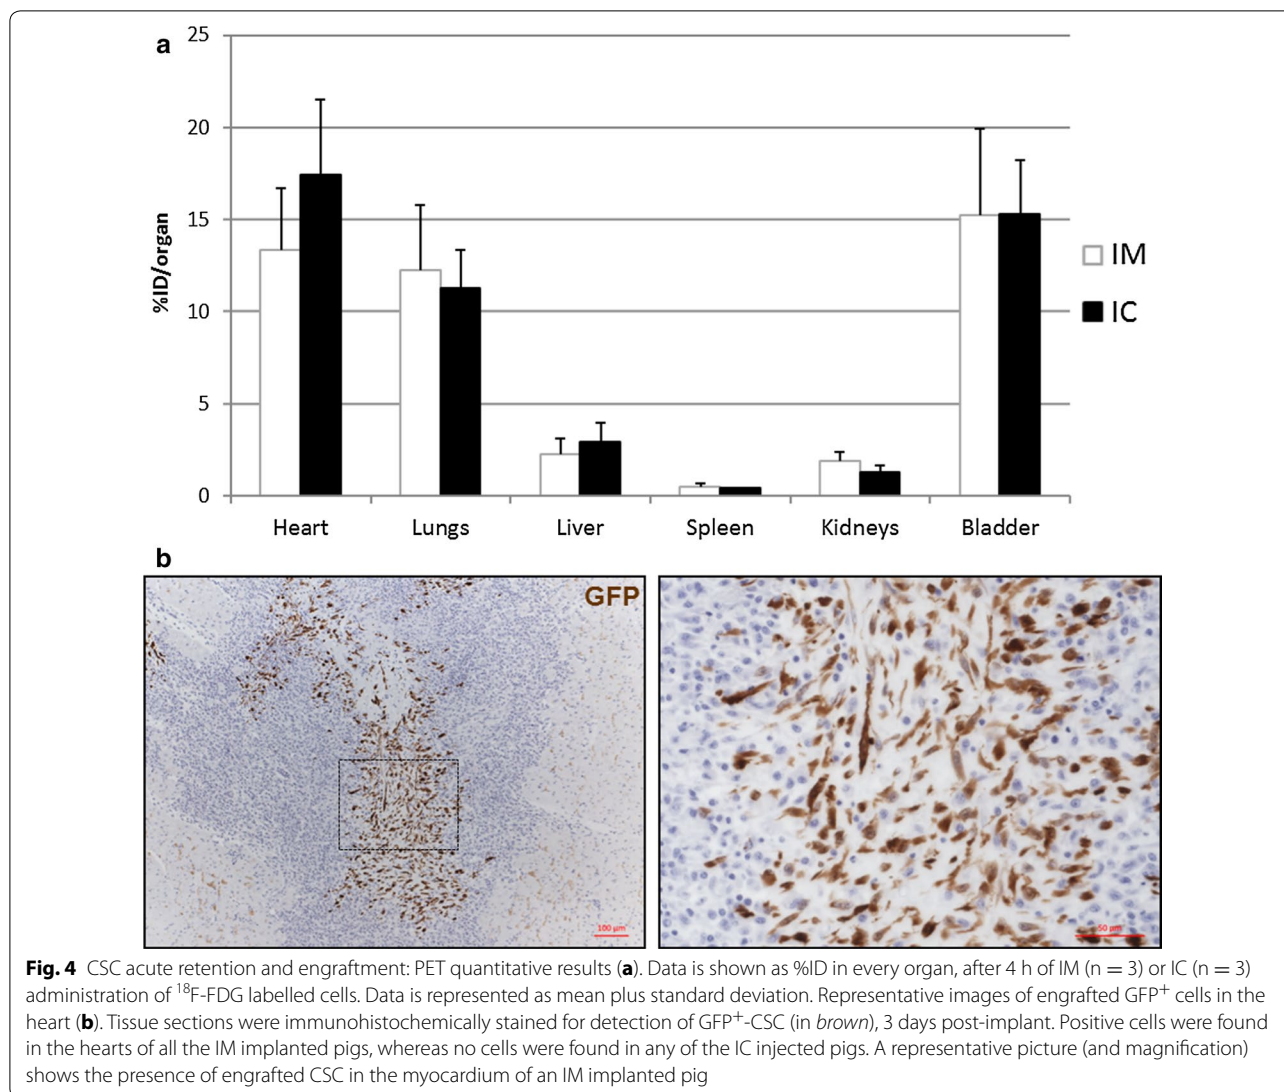 a
25
20
15
10
5
0
%ID/organ
Heart Lungs Liver Spleen Kidneys Bladder
IM
IC
b
GFP
100 µm
50 µm
Fig. 4 CSC acute retention and engraftment: PET quantitative results (a). Data is shown as %ID in every organ, after 4 h of IM (n = 3) or IC (n = 3)
administration of ¹⁸F-FDG labelled cells. Data is represented as mean plus standard deviation. Representative images of engrafted GFP⁺ cells in the
heart (b). Tissue sections were immunohistochemically stained for detection of GFP⁺-CSC (in brown), 3 days post-implant. Positive cells were found
in the hearts of all the IM implanted pigs, whereas no cells were found in any of the IC injected pigs. A representative picture (and magnification)
shows the presence of engrafted CSC in the myocardium of an IM implanted pig